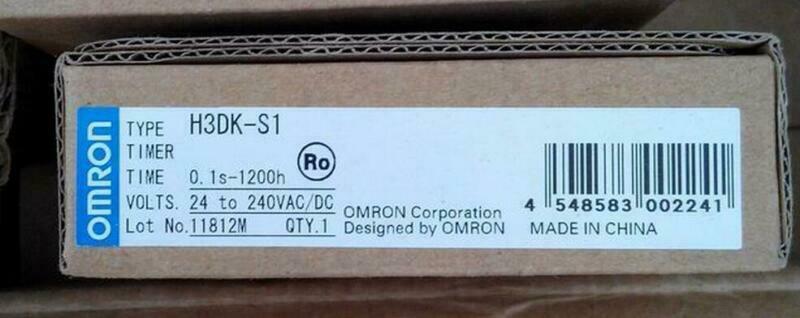 OMRON
TYPE H3DK-S1
TIMER
Ro
TIME 0.1s-1200h
VOLTS. 24 to 240VAC/DC
Lot No.11812M QTY.1
OMRON Corporation
Designed by OMRON
4 548583 002241
MADE IN CHINA